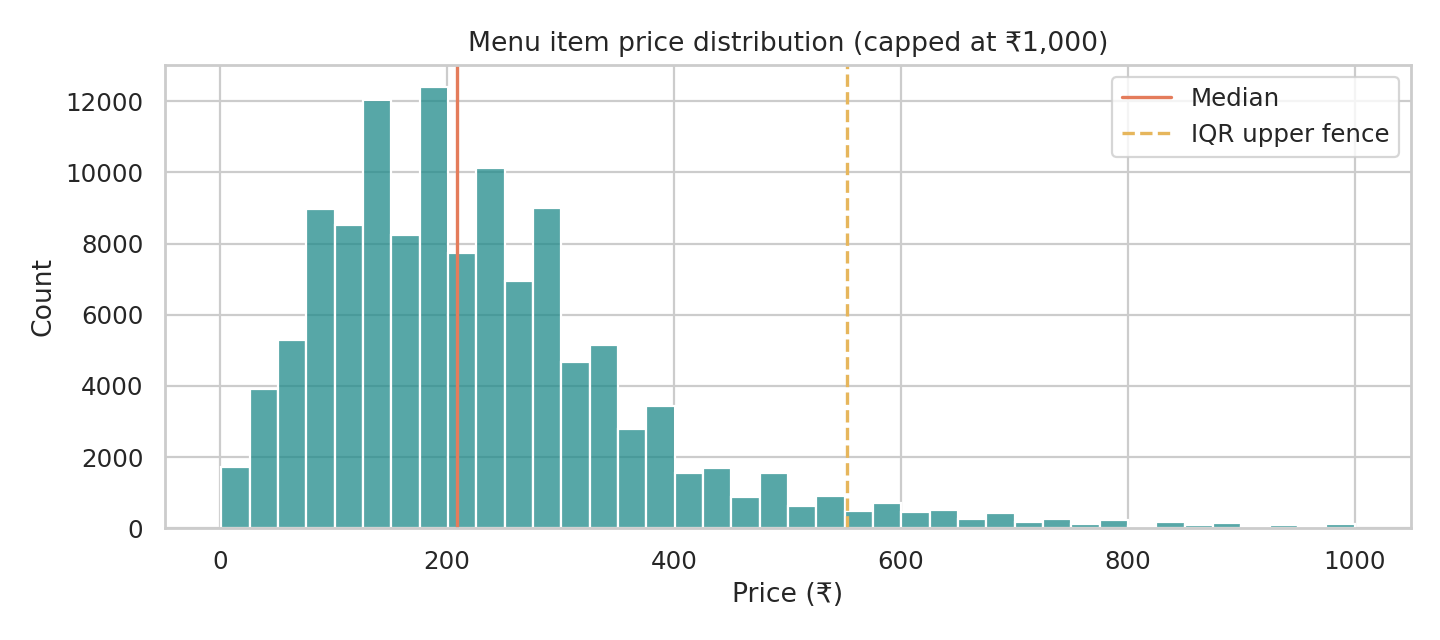 Menu item price distribution (capped at ₹1,000)
Median
IQR upper fence
12000
10000
8000
6000
4000
2000
0
Count
0 200 400 600 800 1000
Price (₹)